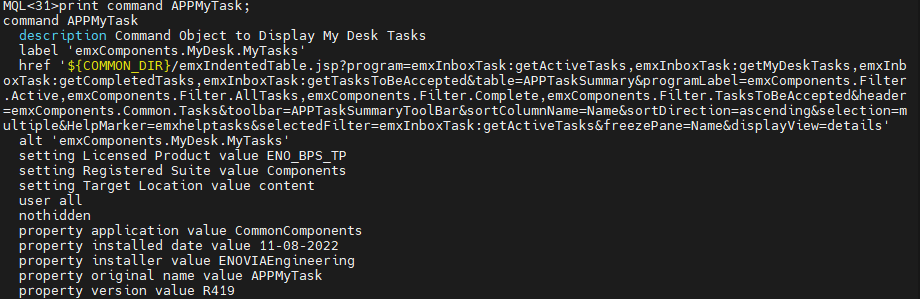 MQL<31>print command APPMyTask;
command APPMyTask
  description Command Object to Display My Desk Tasks
  label 'emxComponents.MyDesk.MyTasks'
  href '${COMMON_DIR}/emxIndentedTable.jsp?program=emxInboxTask:getActiveTasks,emxInboxTask:getMyDeskTasks,emxInb
oxTask:getCompletedTasks,emxInboxTask:getTasksToBeAccepted&table=APPTaskSummary&programLabel=emxComponents.Filter
.Active,emxComponents.Filter.AllTasks,emxComponents.Filter.Complete,emxComponents.Filter.TasksToBeAccepted&header
=emxComponents.Common.Tasks&toolbar=APPTaskSummaryToolBar&sortColumnName=Name&sortDirection=ascending&selection=m
ultiple&HelpMarker=emxhelptasks&selectedFilter=emxInboxTask:getActiveTasks&freezePane=Name&displayView=details'
  alt 'emxComponents.MyDesk.MyTasks'
  setting Licensed Product value ENO_BPS_TP
  setting Registered Suite value Components
  setting Target Location value content
  user all
  nothidden
  property application value CommonComponents
  property installed date value 11-08-2022
  property installer value ENOVIAEngineering
  property original name value APPMyTask
  property version value R419